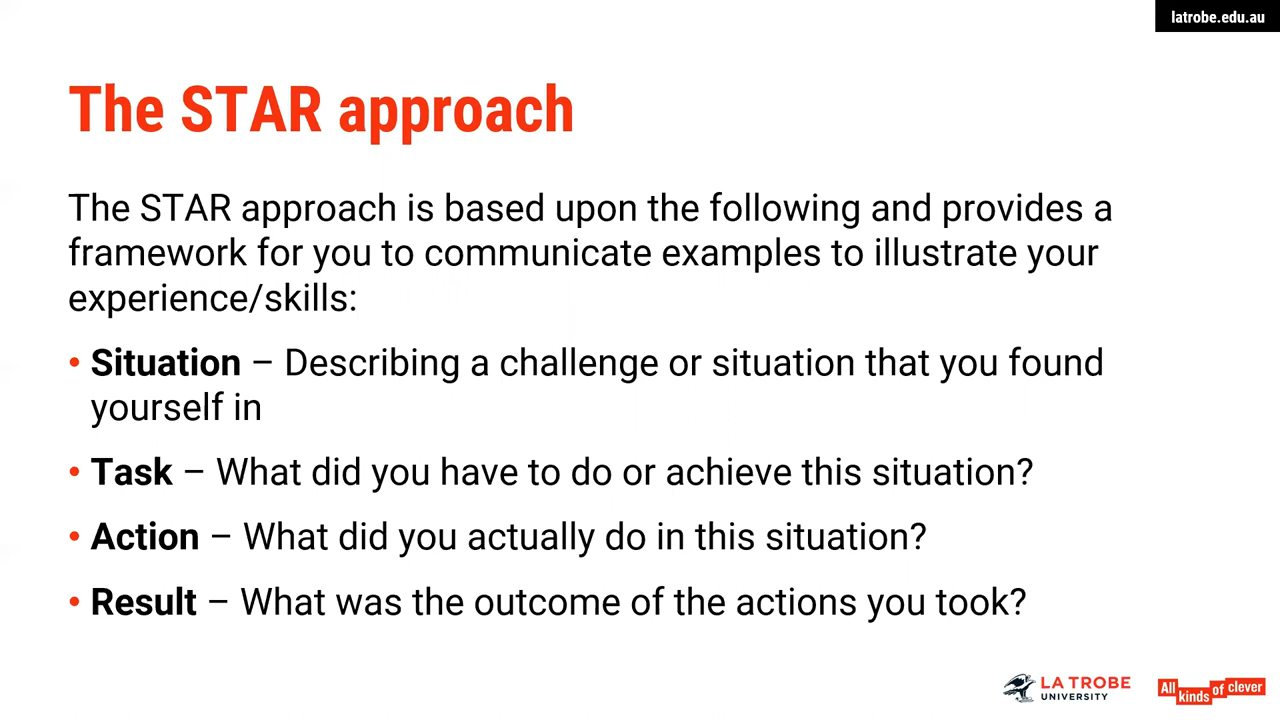 latrobe.edu.au
The STAR approach
The STAR approach is based upon the following and provides a
framework for you to communicate examples to illustrate your
experience/skills:
• Situation – Describing a challenge or situation that you found
yourself in
• Task – What did you have to do or achieve this situation?
• Action – What did you actually do in this situation?
• Result – What was the outcome of the actions you took?
LA TROBE
UNIVERSITY
All kinds of clever